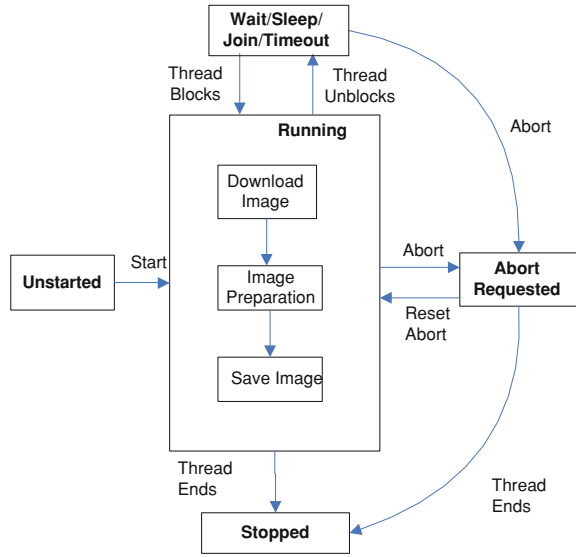 Wait/Sleep/
Join/Timeout
Thread
Blocks
Thread
Unblocks
Abort
Running
Download
Image
Unstarted
Start
Image
Preparation
Abort
Abort
Requested
Reset
Abort
Save Image
Thread
Ends
Thread
Ends
Stopped